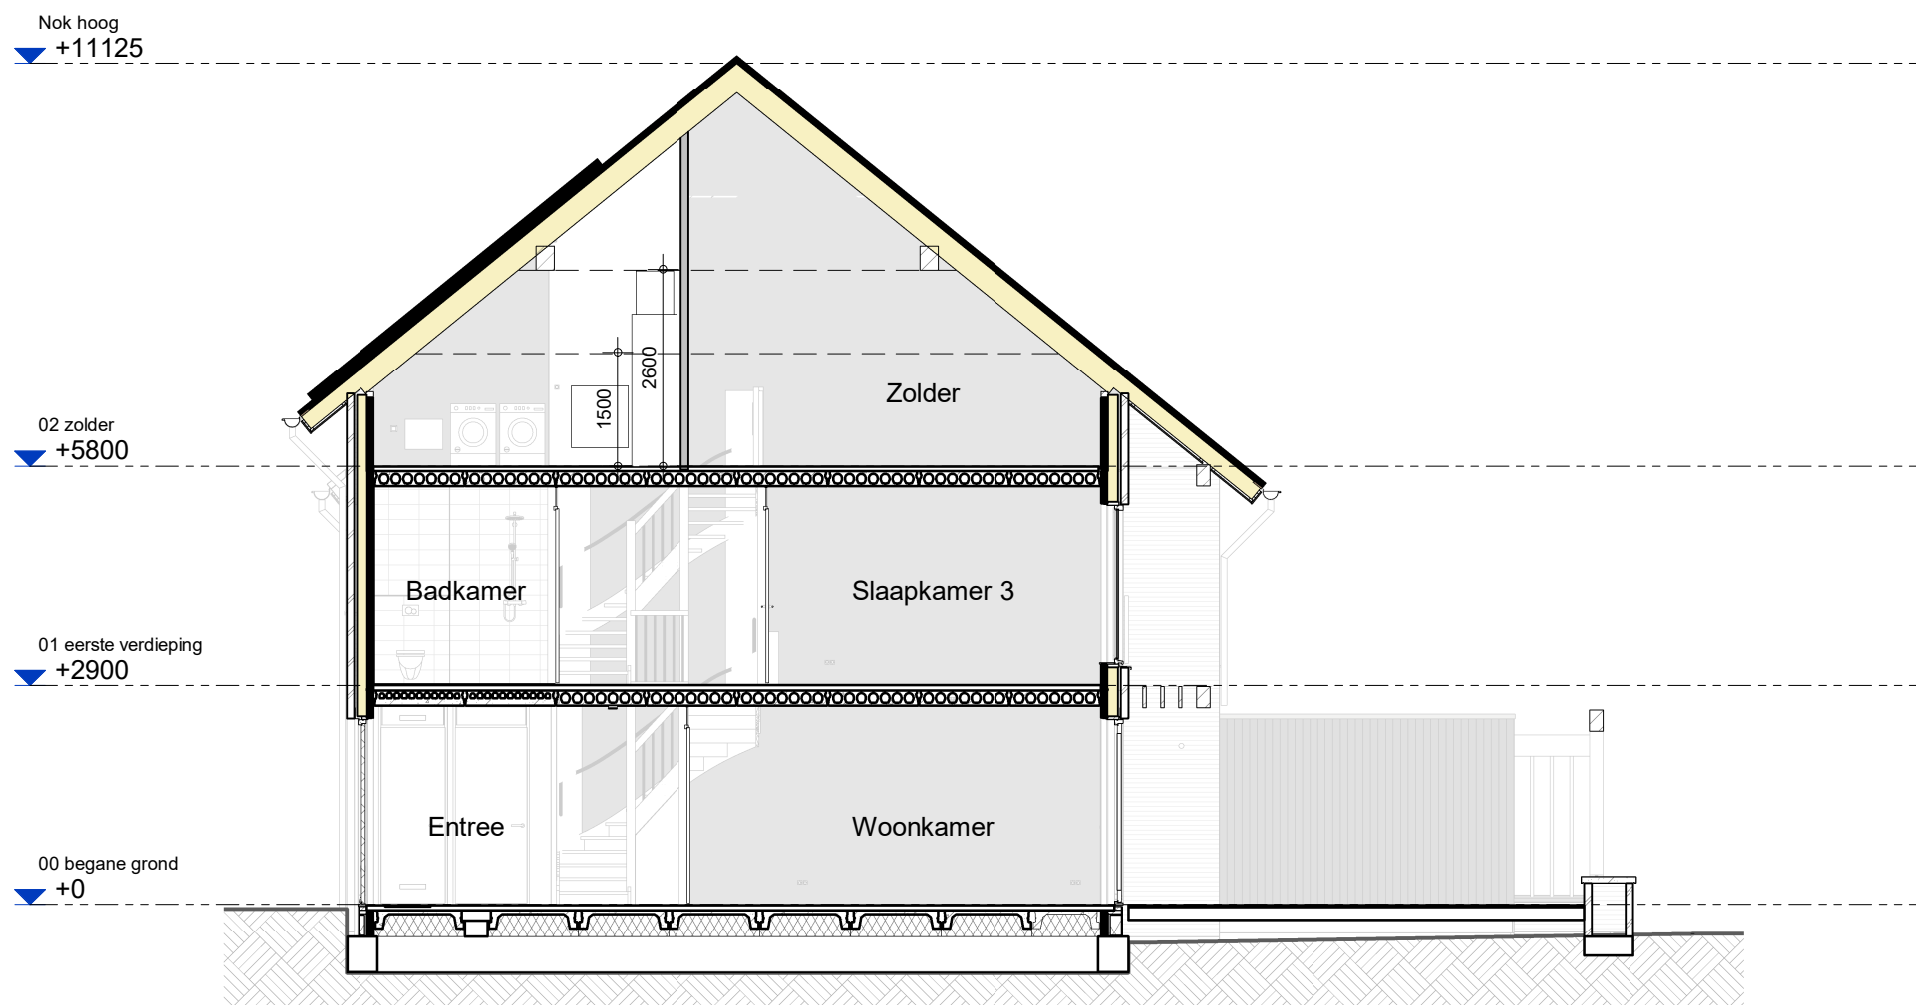 Nok hoog
+11125
2600
1500
Zolder
02 zolder
+5800
Badkamer
Slaapkamer 3
01 eerste verdieping
+2900
Entree
Woonkamer
00 begane grond
+0